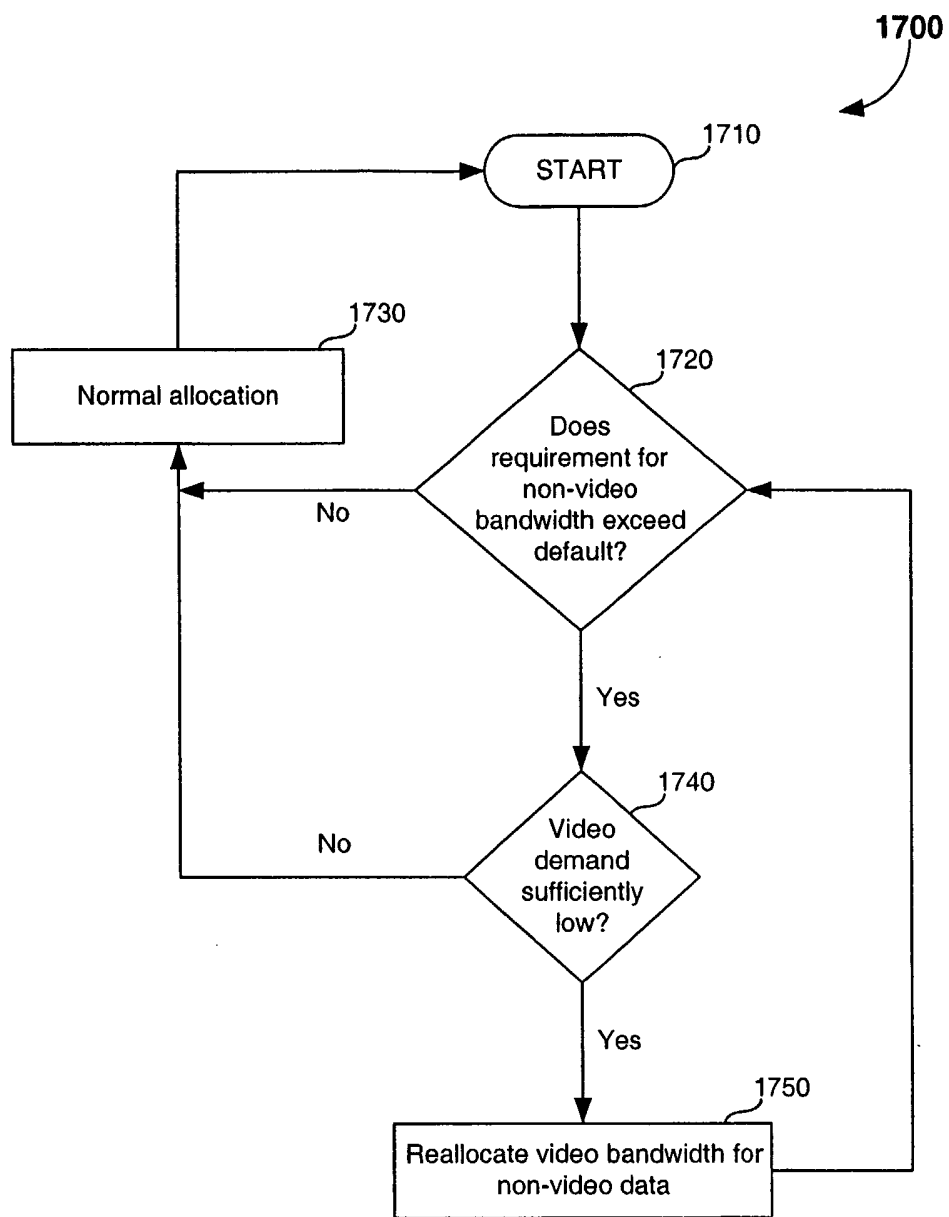 1700
1710
START
1730
Normal allocation
1720
Does
requirement for
non-video
bandwidth exceed
default?
No
Yes
1740
Video
demand
sufficiently
low?
No
Yes
1750
Reallocate video bandwidth for
non-video data